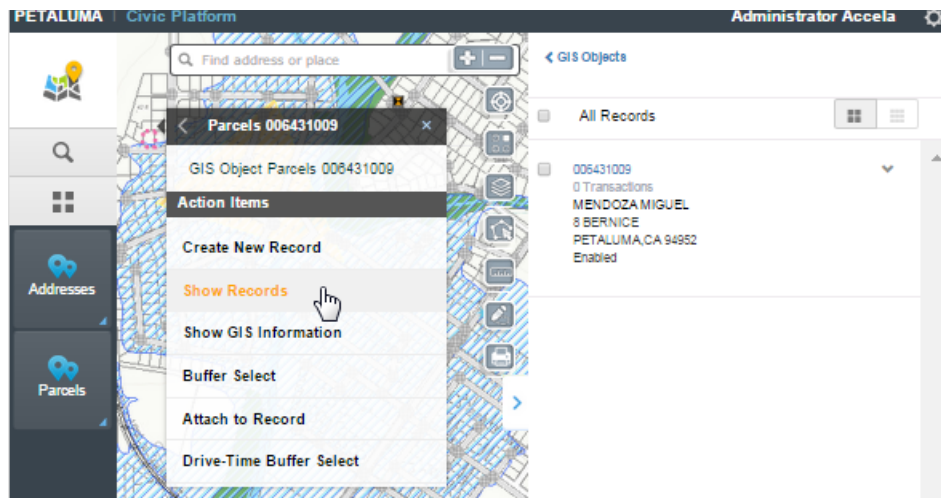 PETALUMA | Civic Platform
Administrator Accela
Find address or place
Parcels 006431009
GIS Object Parcels 006431009
Action Items
Create New Record
Show Records
Show GIS Information
Buffer Select
Attach to Record
Drive-Time Buffer Select
Addresses
Parcels
GIS Objects
All Records
006431009
0 Transactions
MENDOZA MIGUEL
8 BERNICE
PETALUMA,CA 94952
Enabled